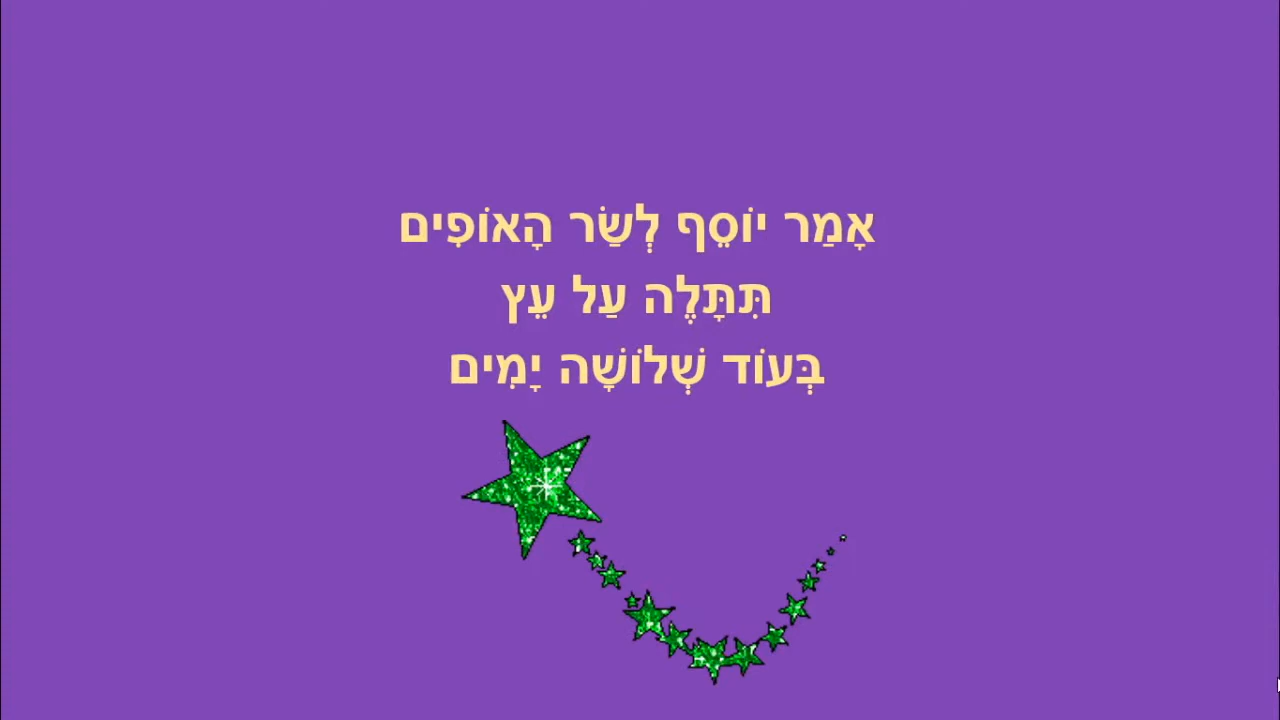 אָמַר יוֹסֵף לְשַׂר הָאוֹפִים
תִּתָּלֶה עַל עֵץ
בְּעוֹד שְׁלוֹשָׁה יָמִים